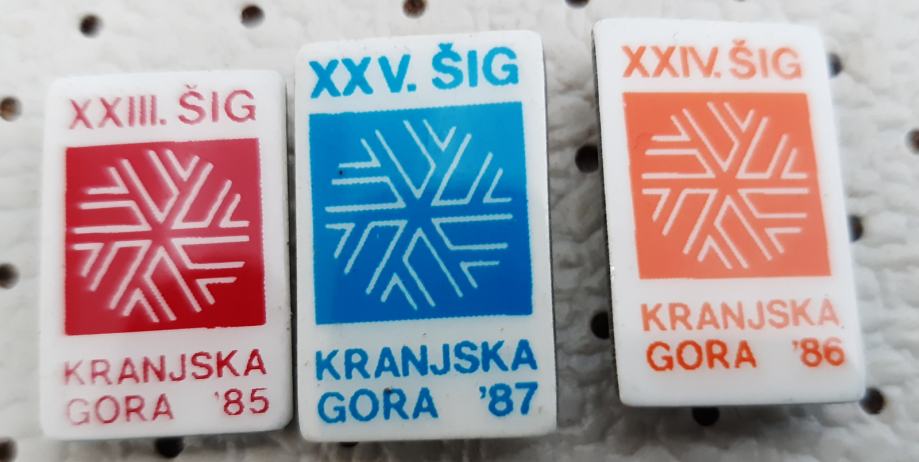 XXIII. ŠIG
KRANJSKA
GORA '85
XXV. ŠIG
KRANJSKA
GORA '87
XXIV. ŠIG
KRANJSKA
GORA '86